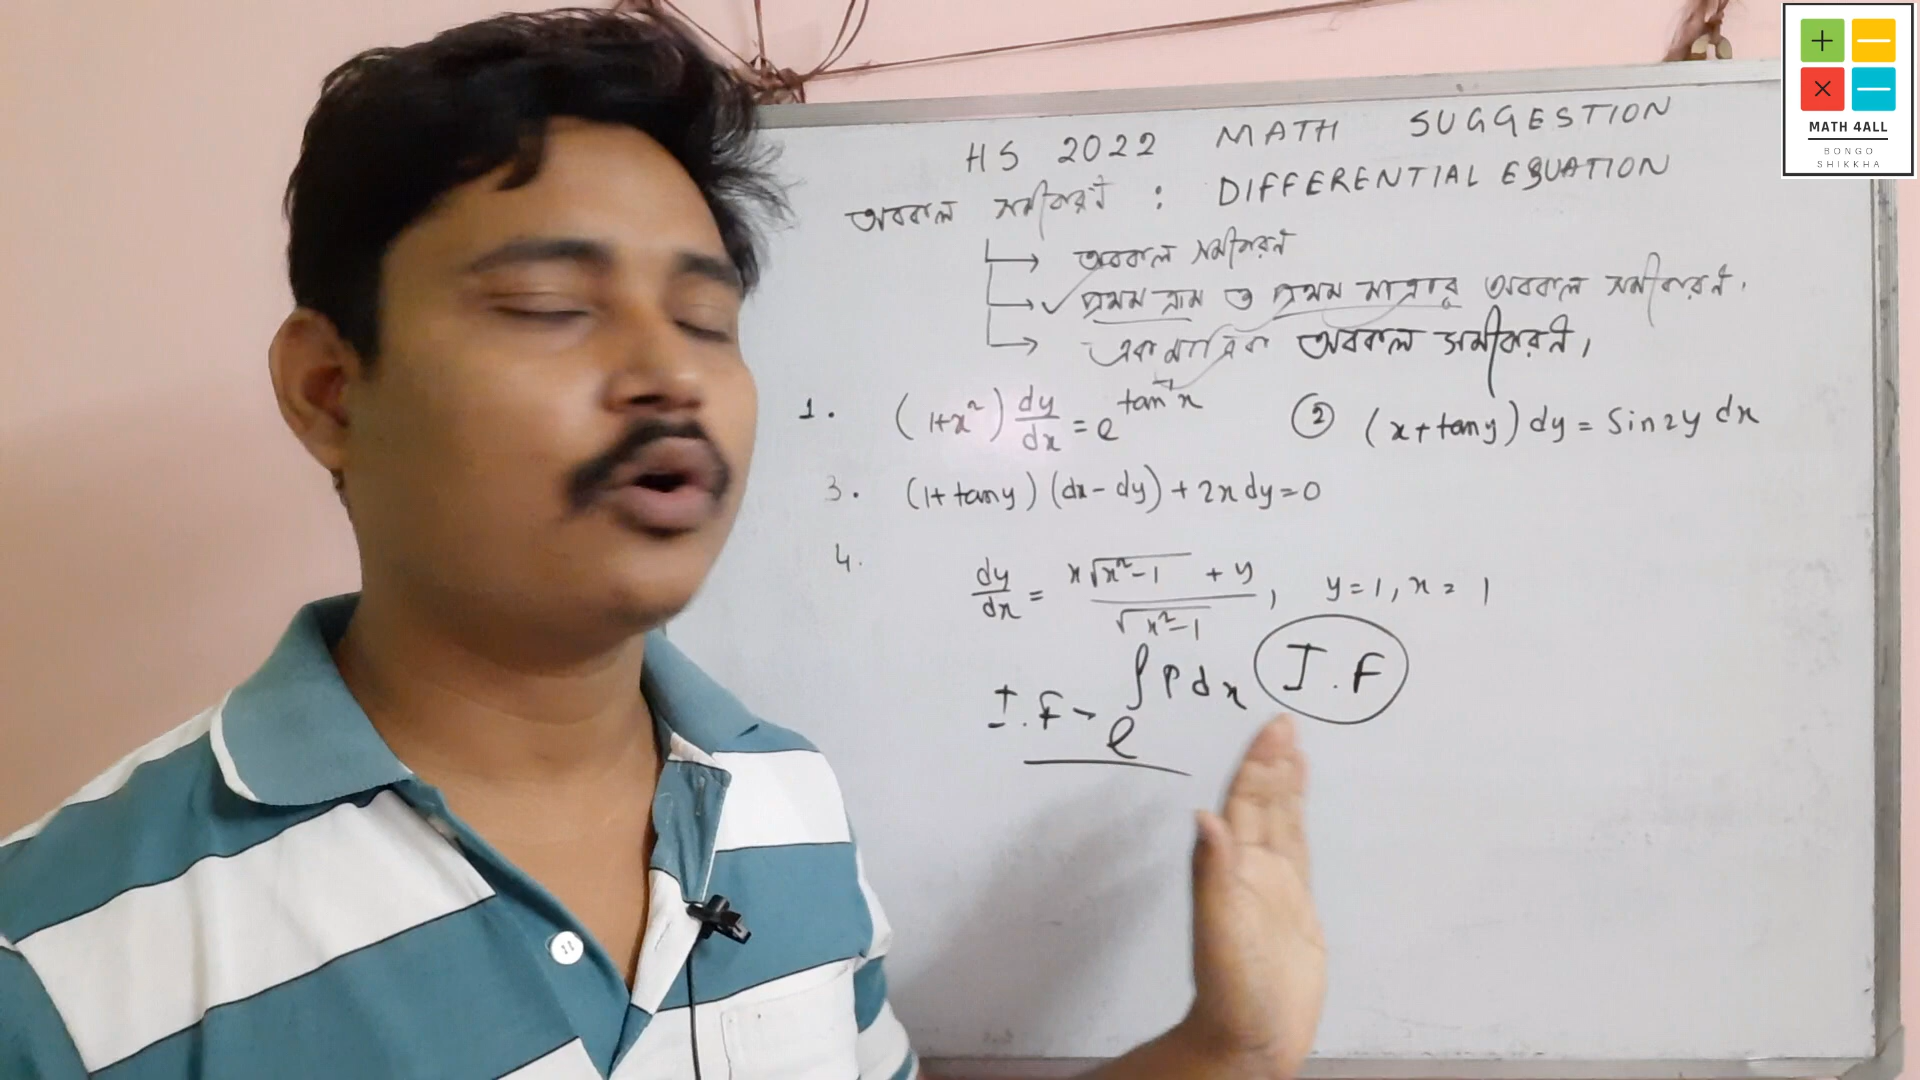 HS 2022 MATH SUGGESTION
অবকল সমীকরণ : DIFFERENTIAL EQUATION
→ অবকল সমীকরণ
→ ✓ প্রথম ক্রম ও প্রথম মাত্রার অবকল সমীকরণ।
→ একমাত্রিক অবকল সমীকরণ।
1. (1+x²) dy/dx = e^tan⁻¹x ② (x+tany) dy = Sin2y dx
3. (1+tany) (dx-dy) + 2x dy=0
4. dy/dx = (x√(x²-1) + y)/√(x²-1), y=1, x=1
I.F - e^∫Pdx I.F
+ − × −
MATH 4ALL
BONGO
SHIKKHA